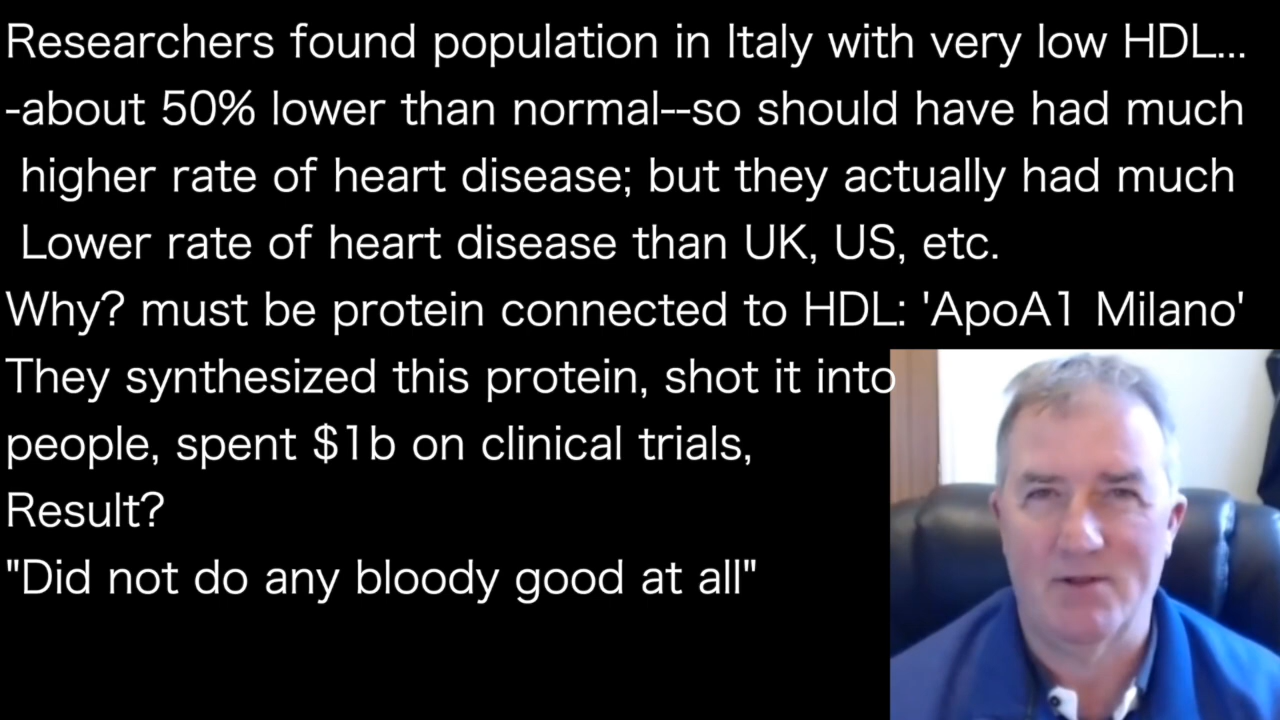 Researchers found population in Italy with very low HDL...
-about 50% lower than normal--so should have had much
higher rate of heart disease; but they actually had much
Lower rate of heart disease than UK, US, etc.
Why? must be protein connected to HDL: 'ApoA1 Milano'
They synthesized this protein, shot it into
people, spent $1b on clinical trials,
Result?
"Did not do any bloody good at all"